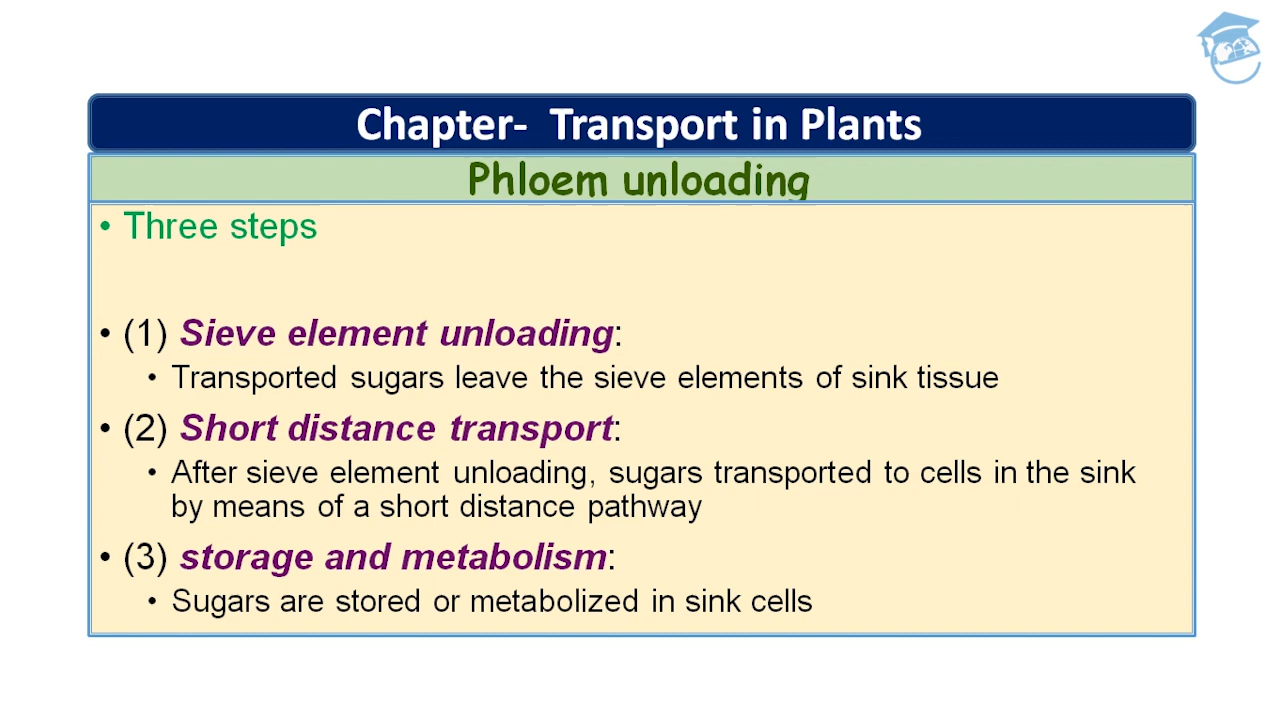 Chapter- Transport in Plants
Phloem unloading
• Three steps
• (1) Sieve element unloading:
• Transported sugars leave the sieve elements of sink tissue
• (2) Short distance transport:
• After sieve element unloading, sugars transported to cells in the sink
by means of a short distance pathway
• (3) storage and metabolism:
• Sugars are stored or metabolized in sink cells